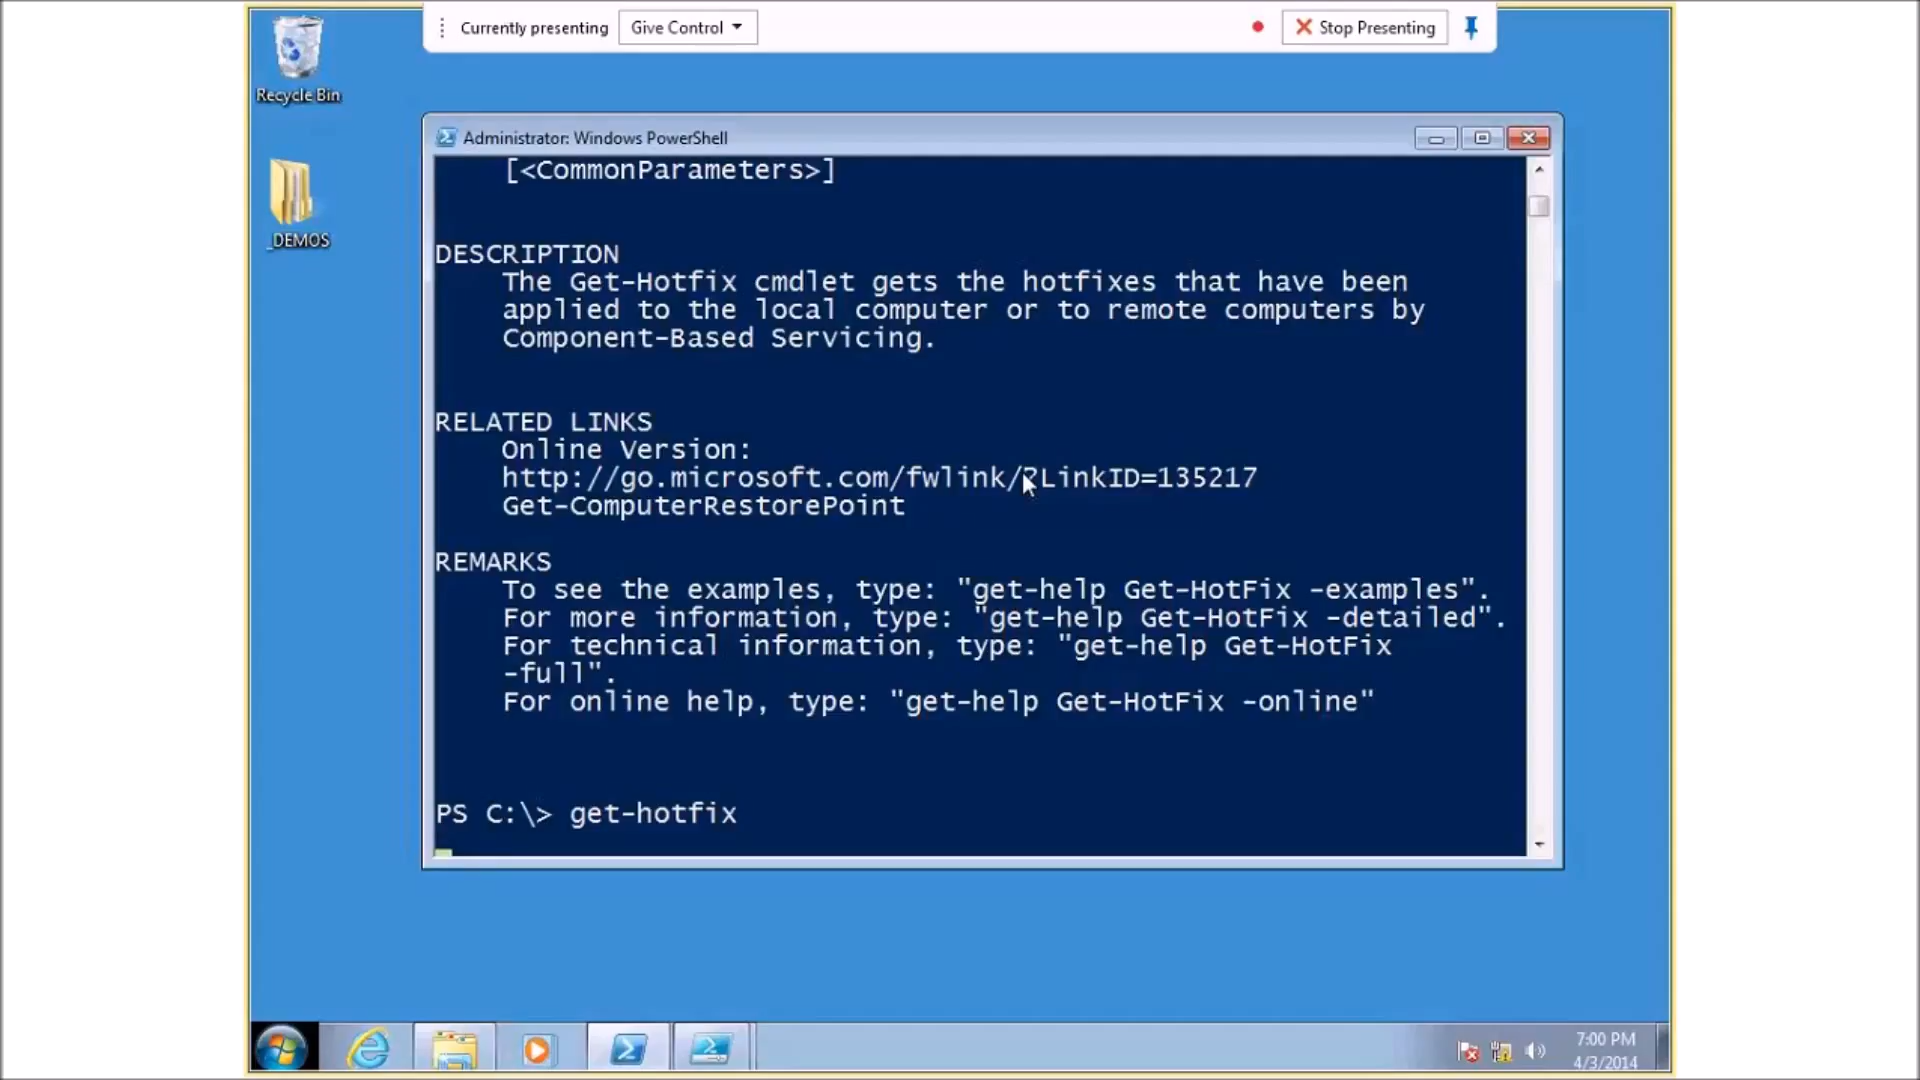 Currently presenting
Give Control
Stop Presenting
Recycle Bin
_DEMOS
Administrator: Windows PowerShell
[<CommonParameters>]
DESCRIPTION
The Get-Hotfix cmdlet gets the hotfixes that have been
applied to the local computer or to remote computers by
Component-Based Servicing.
RELATED LINKS
Online Version:
http://go.microsoft.com/fwlink/?LinkID=135217
Get-ComputerRestorePoint
REMARKS
To see the examples, type: "get-help Get-HotFix -examples".
For more information, type: "get-help Get-HotFix -detailed".
For technical information, type: "get-help Get-HotFix
-full".
For online help, type: "get-help Get-HotFix -online"
PS C:\> get-hotfix
7:00 PM
4/3/2014